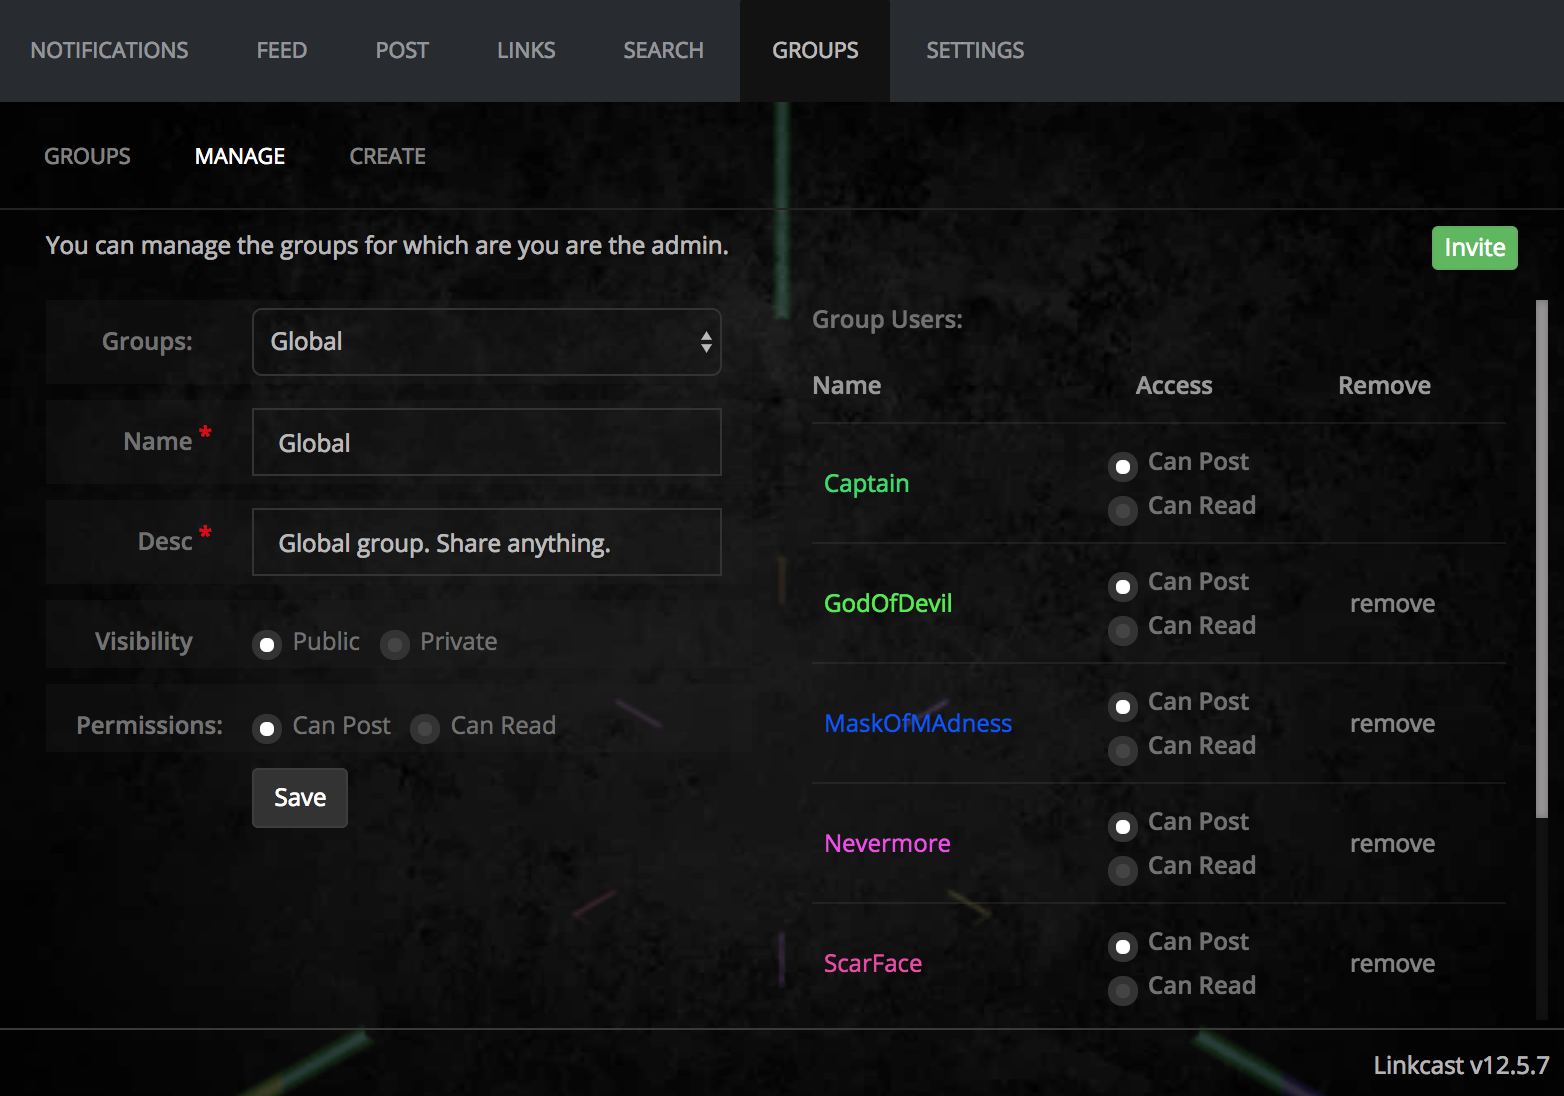 NOTIFICATIONS FEED POST LINKS SEARCH GROUPS SETTINGS
GROUPS MANAGE CREATE
You can manage the groups for which are you are the admin.
Invite
Groups: Global
Name * Global
Desc * Global group. Share anything.
Visibility Public Private
Permissions: Can Post Can Read
Save
Group Users:
Name Access Remove
Captain Can Post
Can Read
GodOfDevil Can Post
Can Read remove
MaskOfMAdness Can Post
Can Read remove
Nevermore Can Post
Can Read remove
ScarFace Can Post
Can Read remove
Linkcast v12.5.7